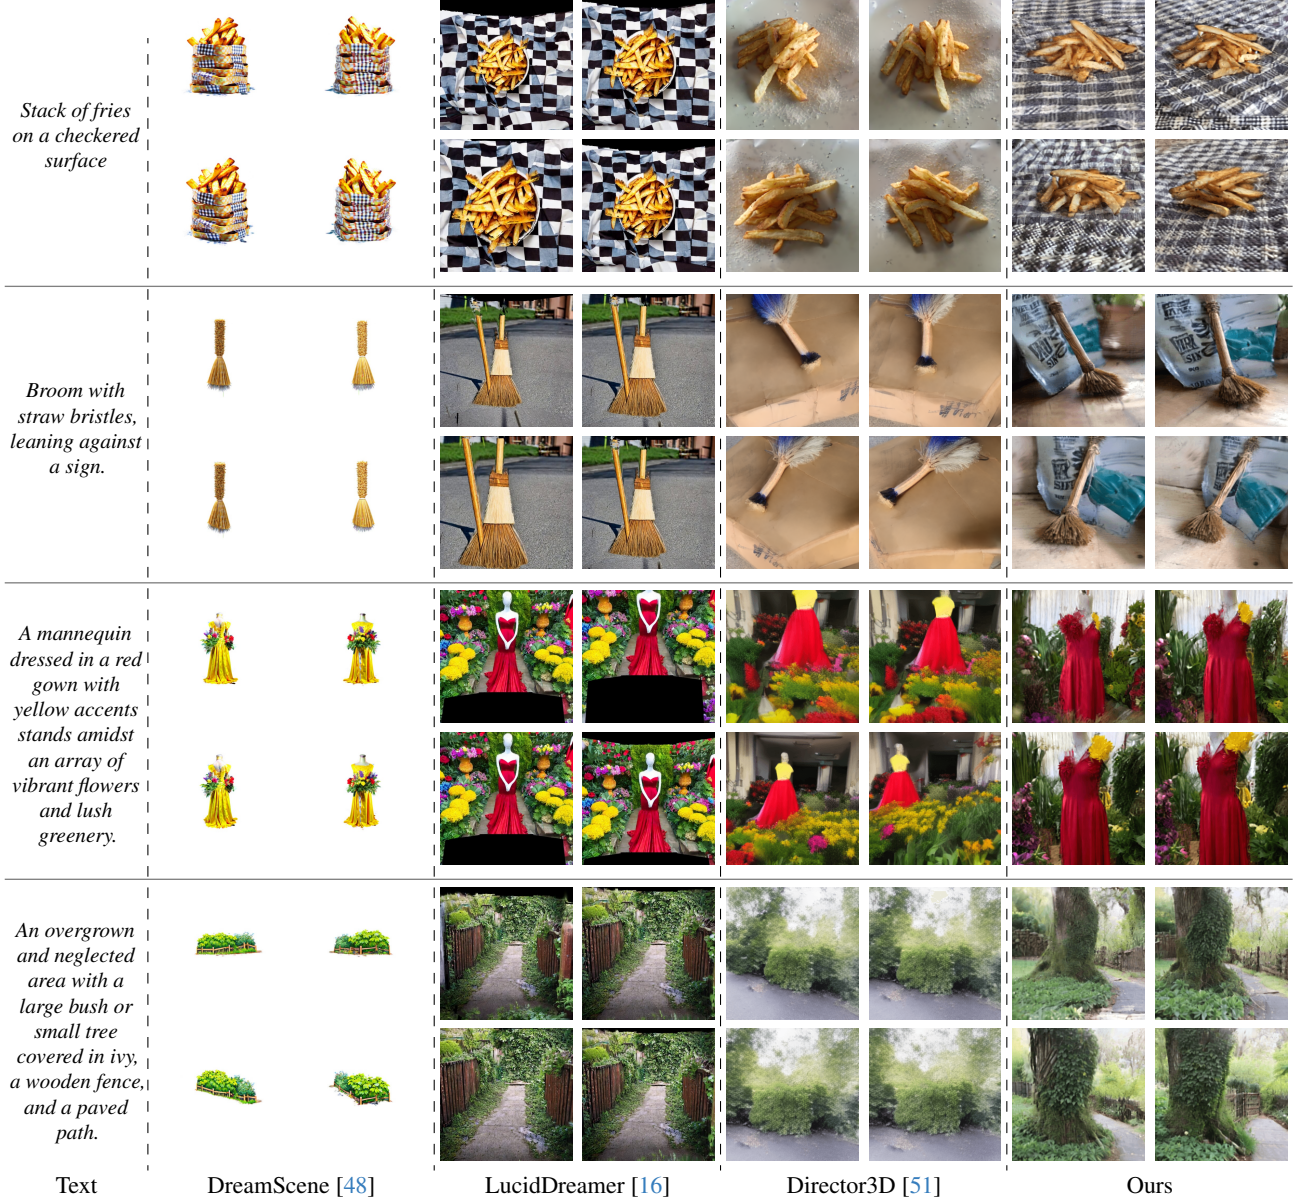 Stack of fries
on a checkered
surface
Broom with
straw bristles,
leaning against
a sign.
A mannequin
dressed in a red
gown with
yellow accents
stands amidst
an array of
vibrant flowers
and lush
greenery.
An overgrown
and neglected
area with a
large bush or
small tree
covered in ivy,
a wooden fence,
and a paved
path.
Text DreamScene [48] LucidDreamer [16] Director3D [51] Ours